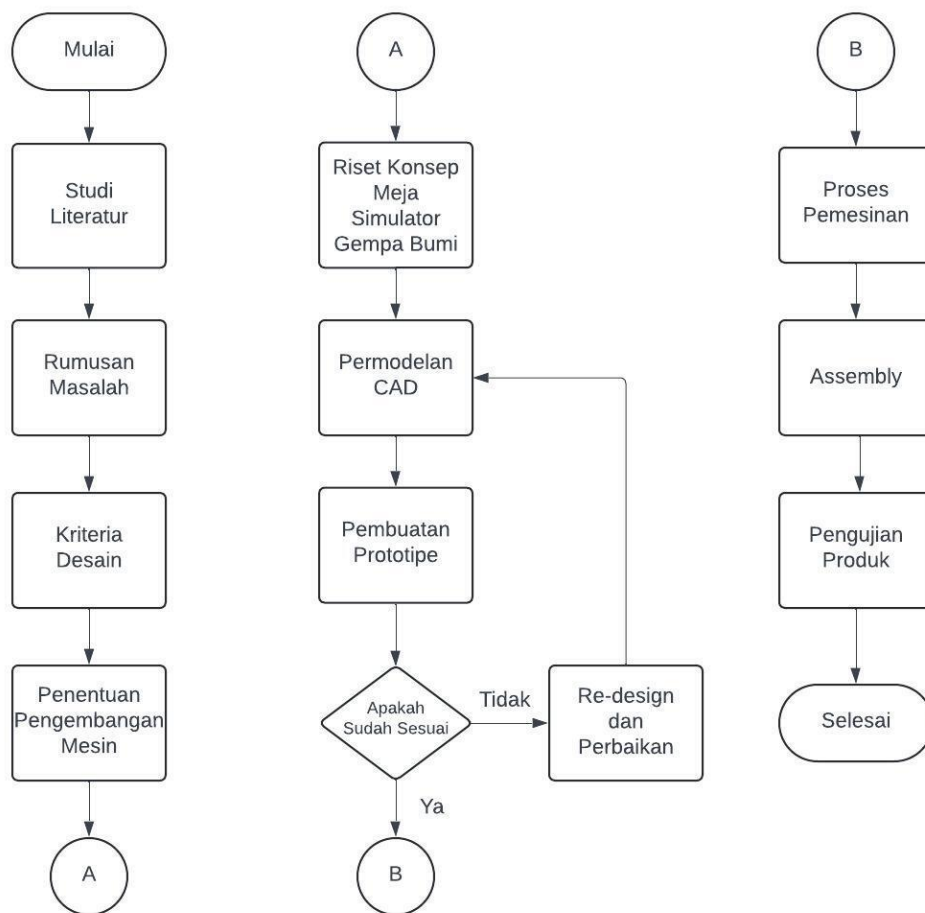 Mulai
Studi
Literatur
Rumusan
Masalah
Kriteria
Desain
Penentuan
Pengembangan
Mesin
A
A
Riset Konsep
Meja
Simulator
Gempa Bumi
Permodelan
CAD
Pembuatan
Prototipe
Apakah
Sudah Sesuai
Tidak
Re-design
dan
Perbaikan
Ya
B
B
Proses
Pemesinan
Assembly
Pengujian
Produk
Selesai